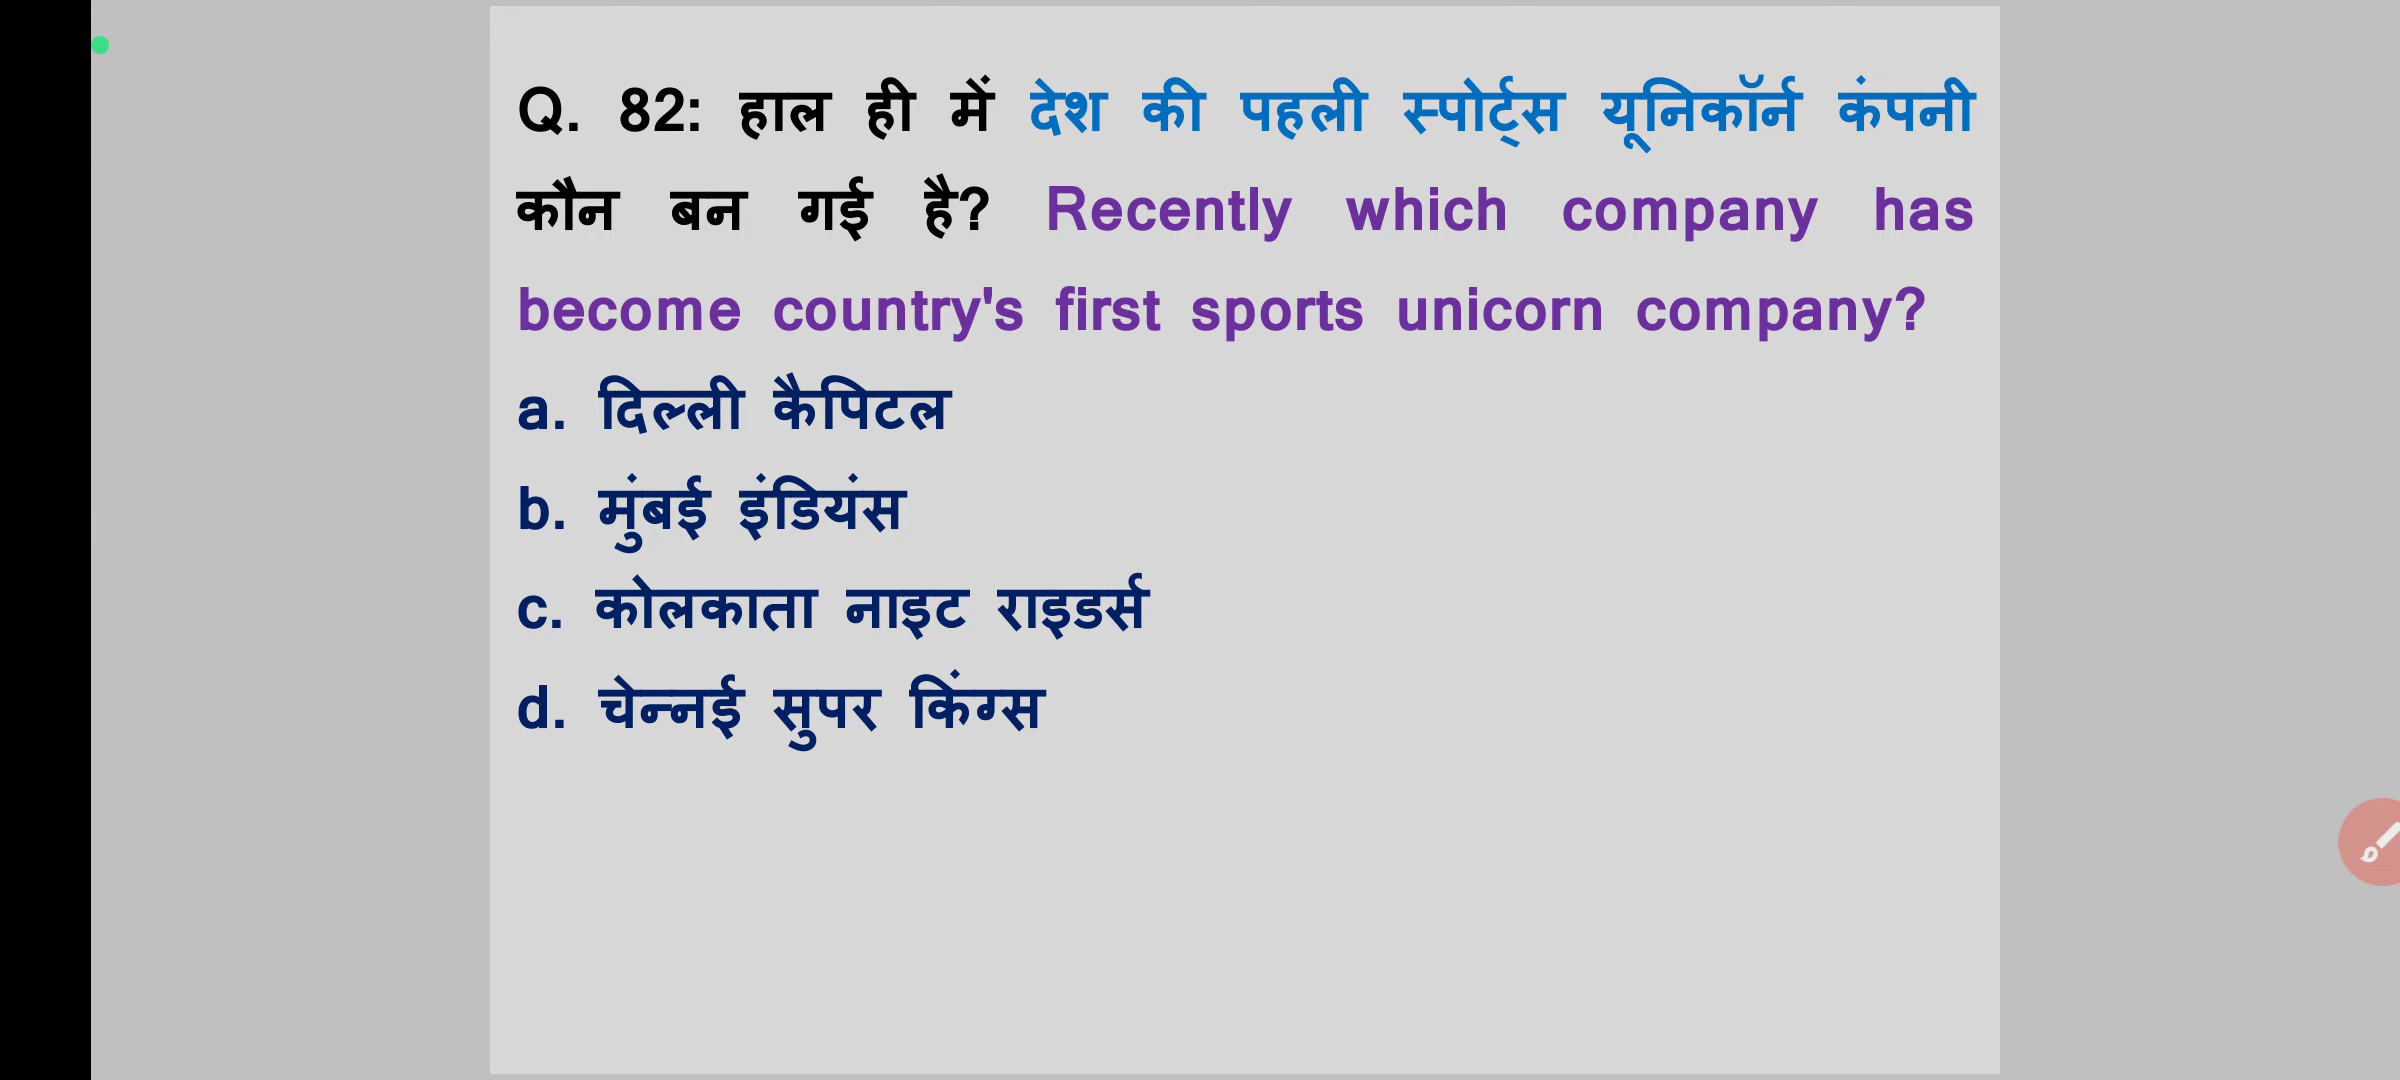 Q. 82: हाल ही में देश की पहली स्पोर्ट्स यूनिकॉर्न कंपनी
कौन बन गई है? Recently which company has
become country's first sports unicorn company?
a. दिल्ली कैपिटल
b. मुंबई इंडियंस
c. कोलकाता नाइट राइडर्स
d. चेन्नई सुपर किंग्स